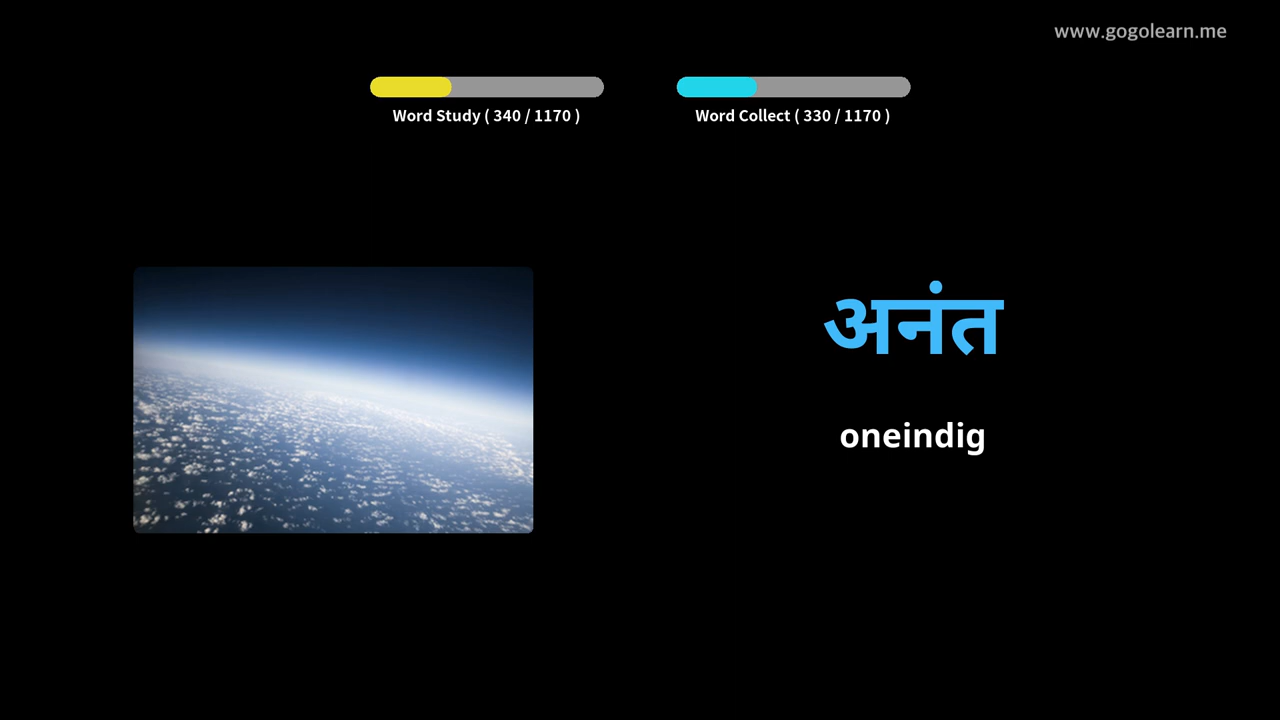 www.gogolearn.me
Word Study ( 340 / 1170 )
Word Collect ( 330 / 1170 )
अनंत
oneindig